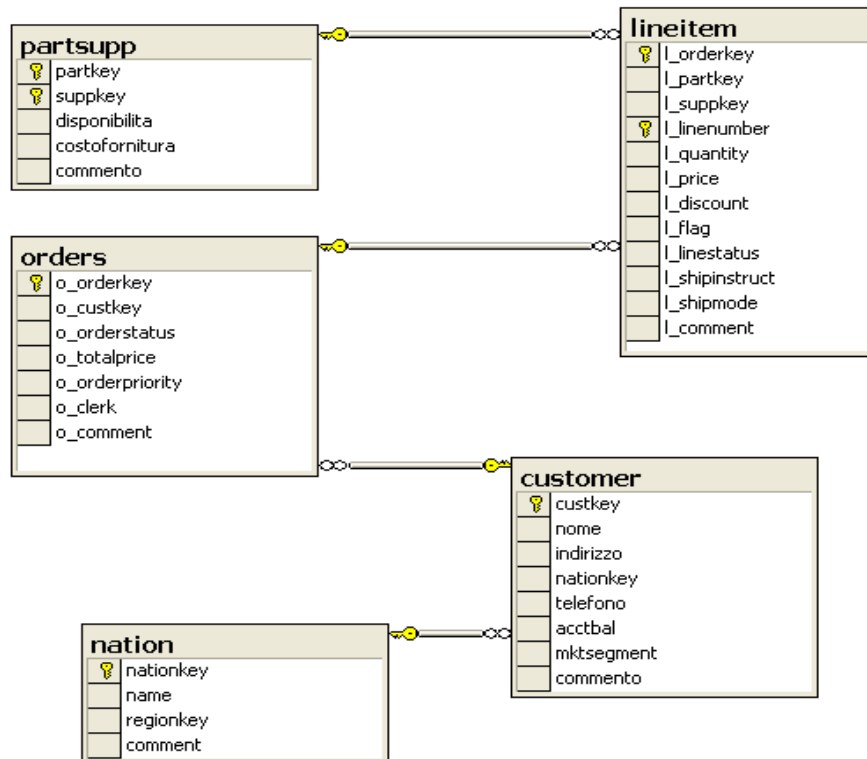 partsupp
partkey
suppkey
disponibilita
costofornitura
commento
lineitem
l_orderkey
l_partkey
l_suppkey
l_linenumber
l_quantity
l_price
l_discount
l_flag
l_linestatus
l_shipinstruct
l_shipmode
l_comment
orders
o_orderkey
o_custkey
o_orderstatus
o_totalprice
o_orderpriority
o_clerk
o_comment
customer
custkey
nome
indirizzo
nationkey
telefono
acctbal
mktsegment
commento
nation
nationkey
name
regionkey
comment